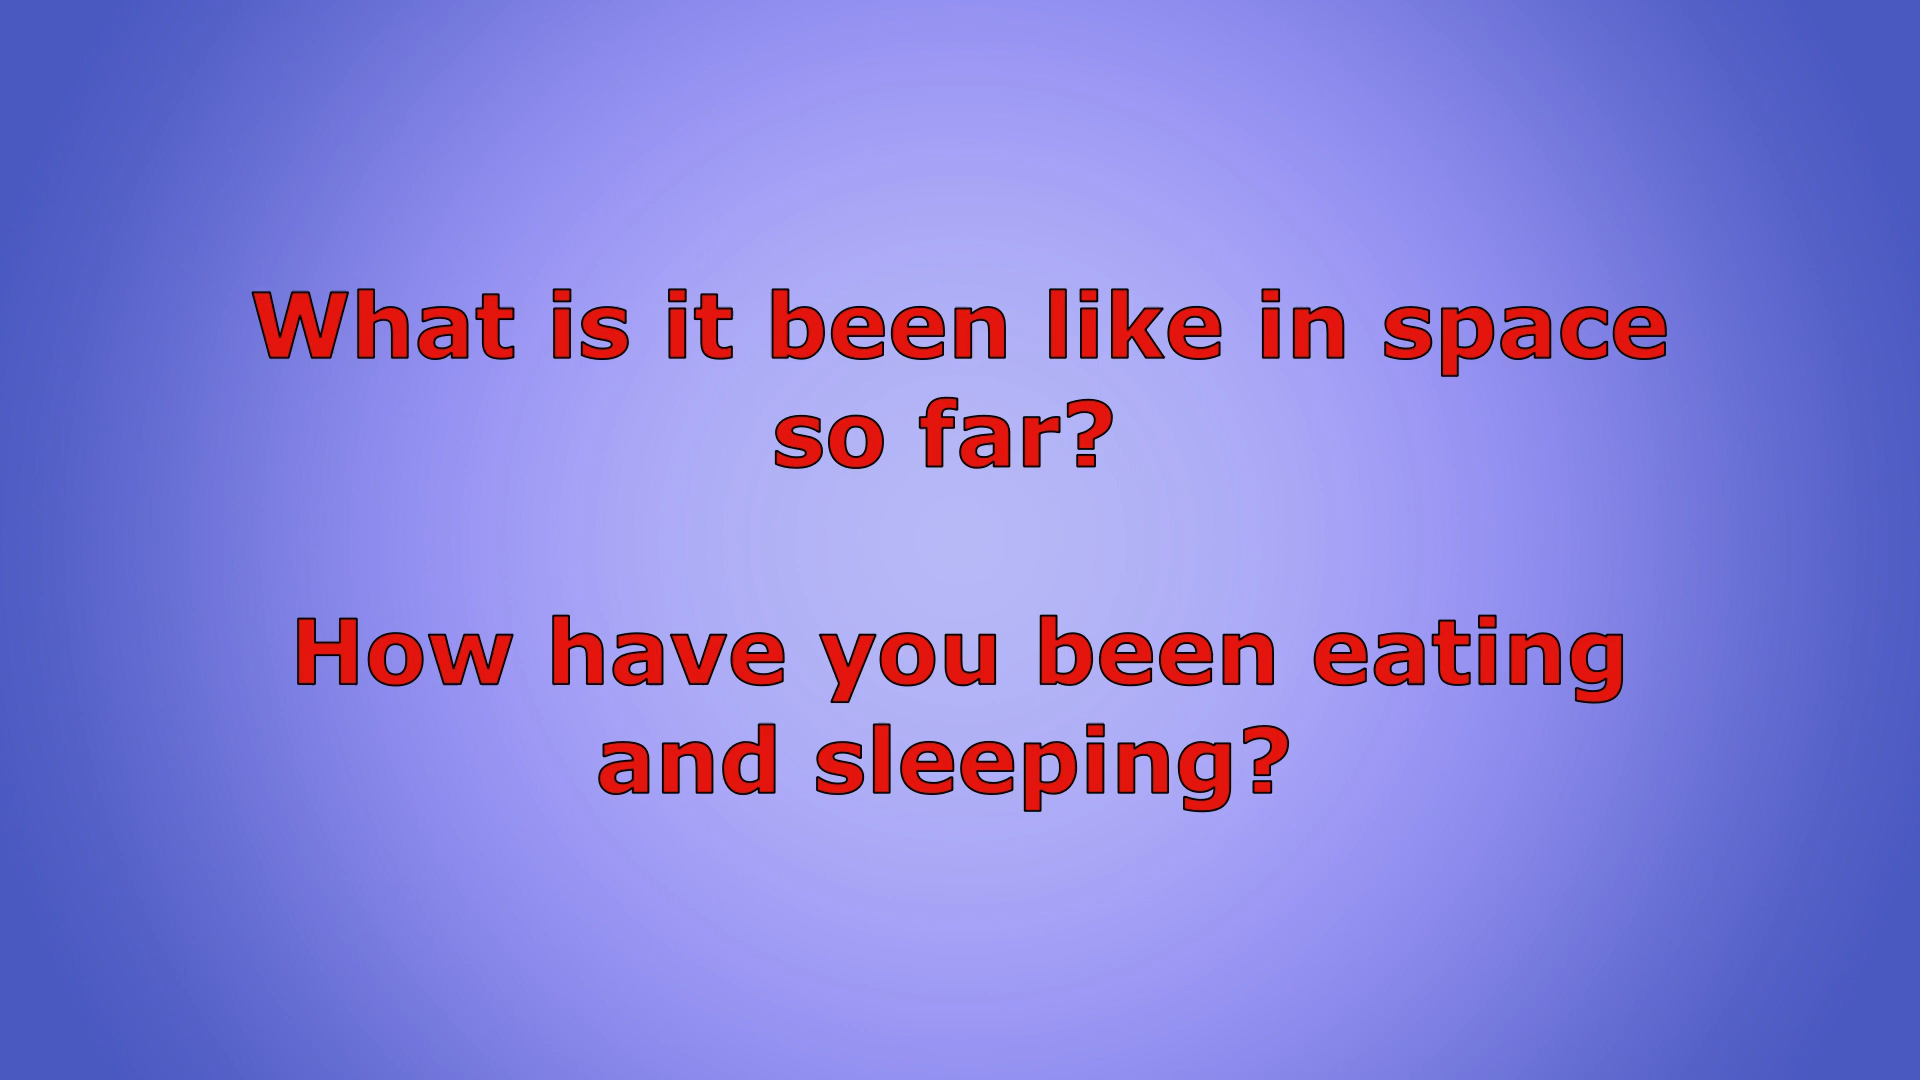 What is it been like in space
so far?
How have you been eating
and sleeping?